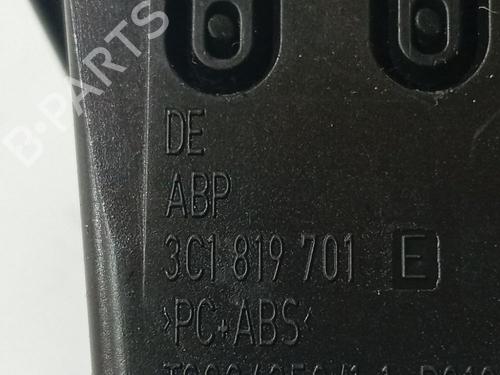 B-PARTS
DE
ABP
3C1 819 701 E
>PC+ABS<